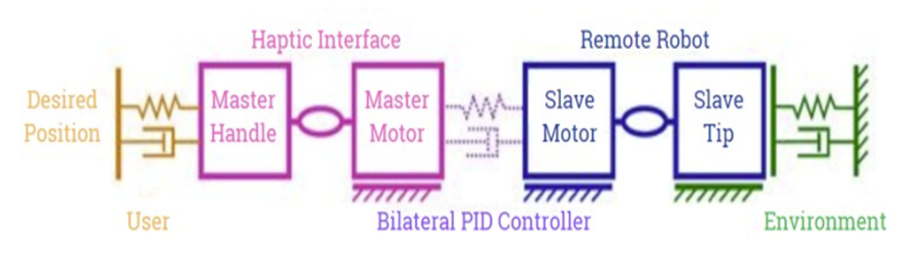 Haptic Interface
Remote Robot
Desired
Position
Master
Handle
Master
Motor
Slave
Motor
Slave
Tip
User
Bilateral PID Controller
Environment